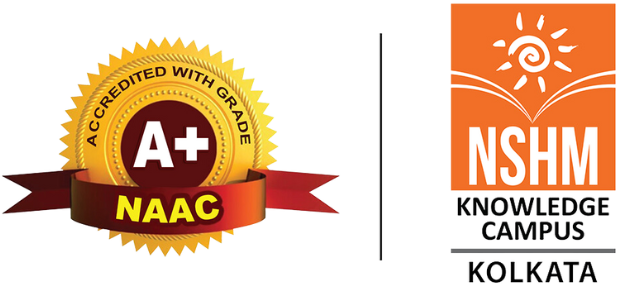 ACCREDITED WITH GRADE
A+
NAAC
NSHM
KNOWLEDGE
CAMPUS
KOLKATA